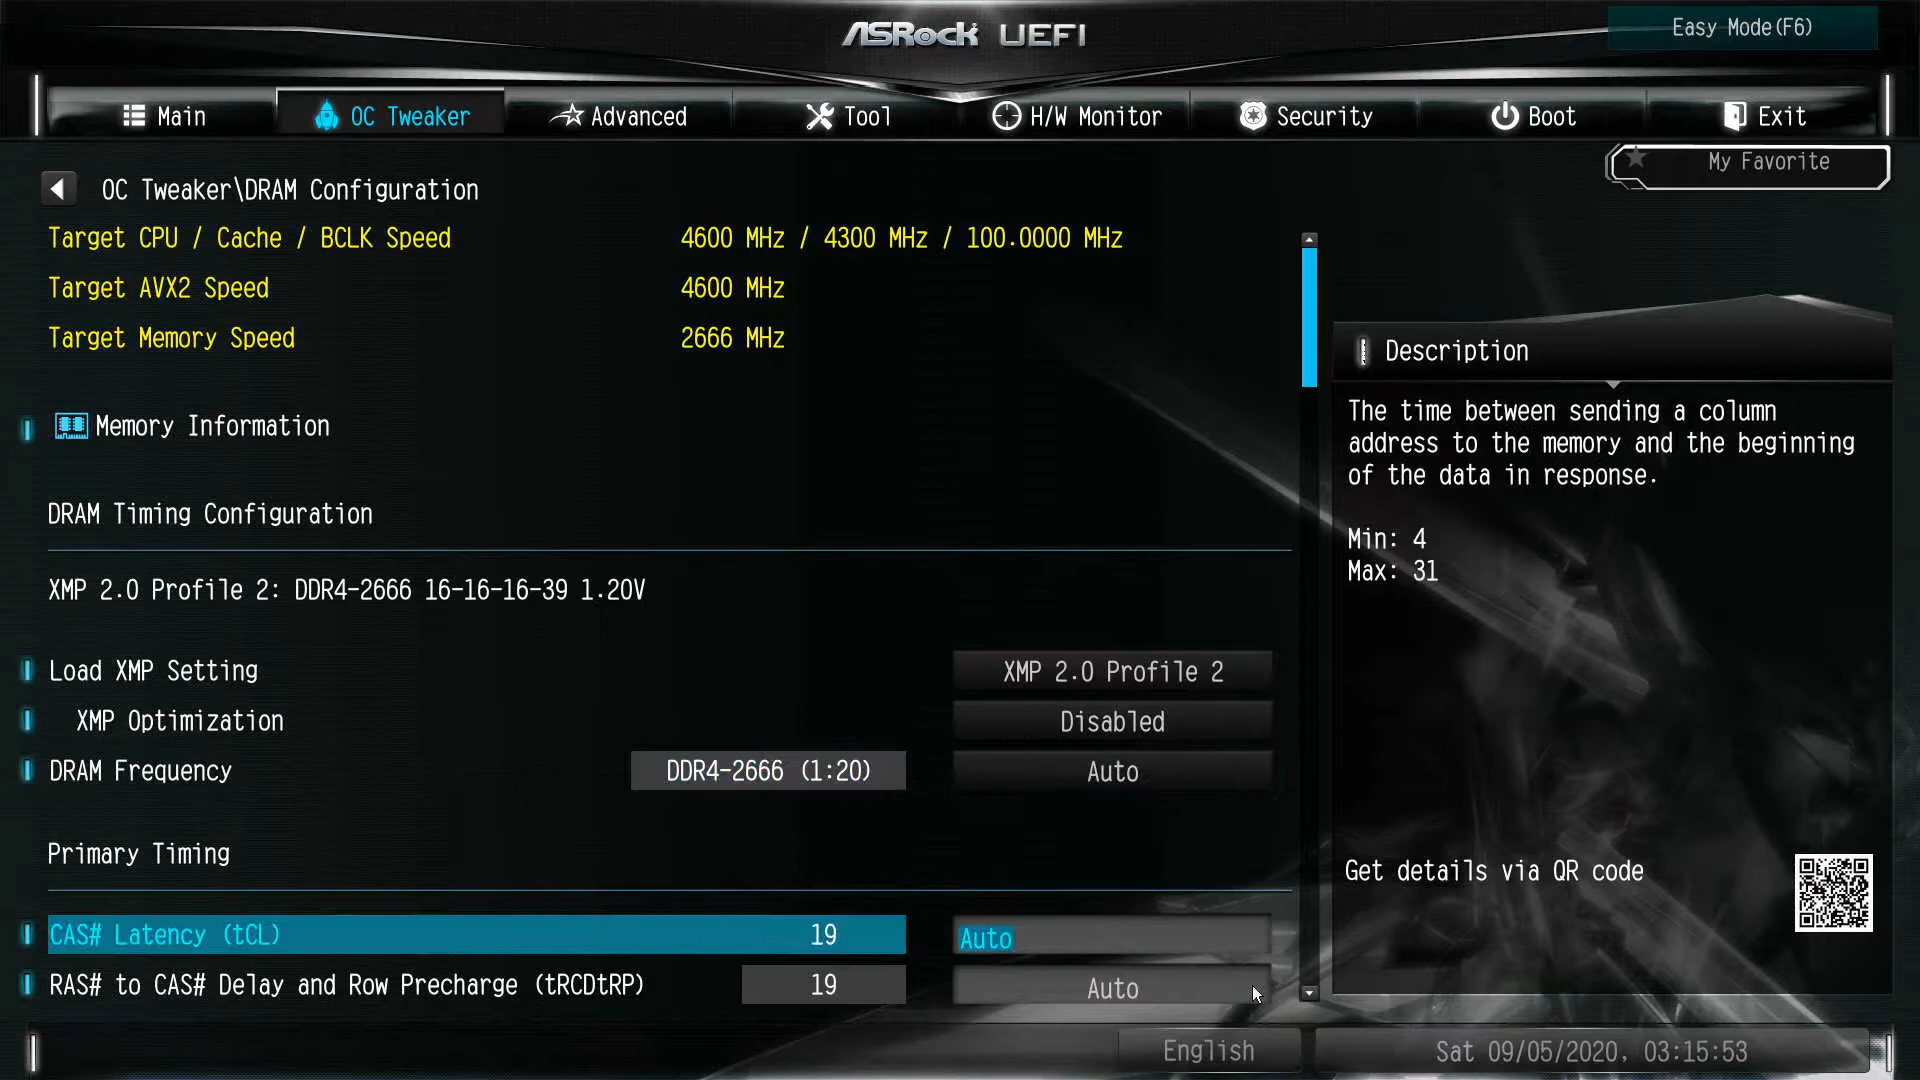 ASRock UEFI
Easy Mode(F6)
Main
OC Tweaker
Advanced
Tool
H/W Monitor
Security
Boot
Exit
My Favorite
OC Tweaker\DRAM Configuration
Target CPU / Cache / BCLK Speed 4600 MHz / 4300 MHz / 100.0000 MHz
Target AVX2 Speed 4600 MHz
Target Memory Speed 2666 MHz
Memory Information
DRAM Timing Configuration
XMP 2.0 Profile 2: DDR4-2666 16-16-16-39 1.20V
Load XMP Setting XMP 2.0 Profile 2
XMP Optimization Disabled
DRAM Frequency DDR4-2666 (1:20) Auto
Primary Timing
CAS# Latency (tCL) 19 Auto
RAS# to CAS# Delay and Row Precharge (tRCDtRP) 19 Auto
Description
The time between sending a column
address to the memory and the beginning
of the data in response.
Min: 4
Max: 31
Get details via QR code
English
Sat 09/05/2020, 03:15:53